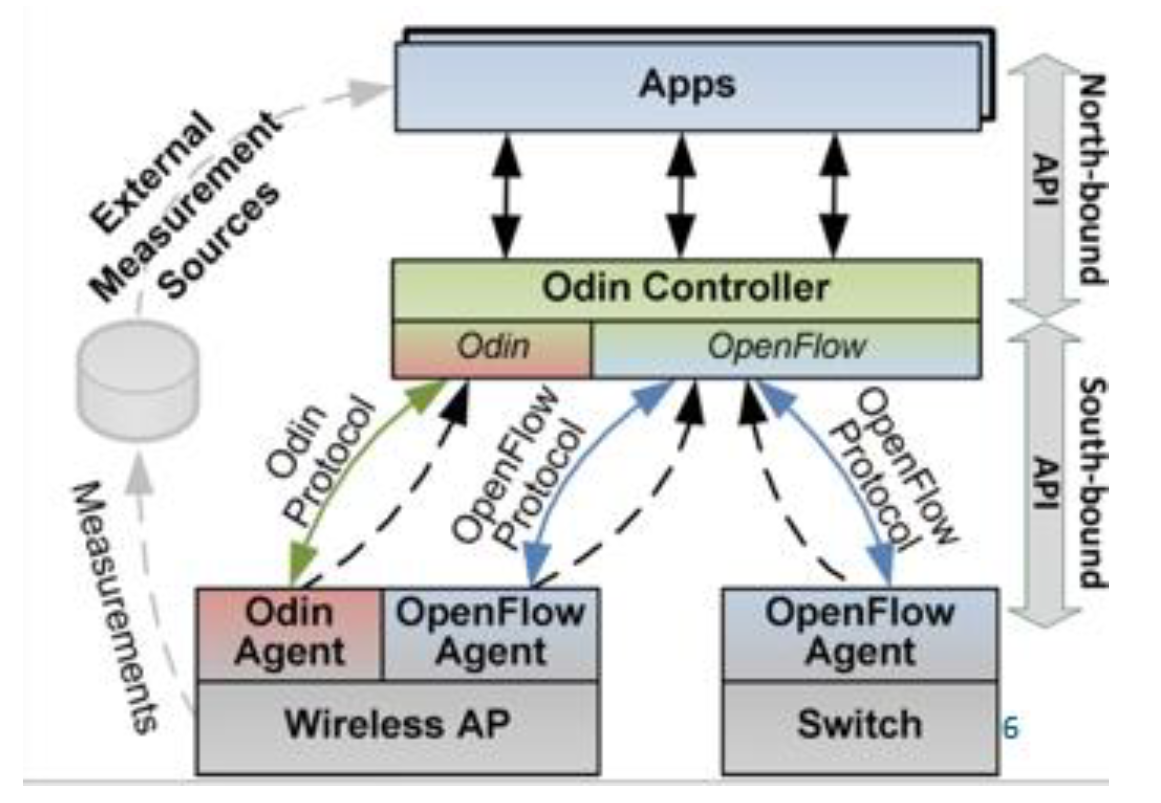 Apps
External
Measurement
Sources
North-bound
API
Odin Controller
Odin
OpenFlow
Odin
Protocol
OpenFlow
Protocol
OpenFlow
Protocol
South-bound
API
Measurements
Odin
Agent
OpenFlow
Agent
OpenFlow
Agent
Wireless AP
Switch
6